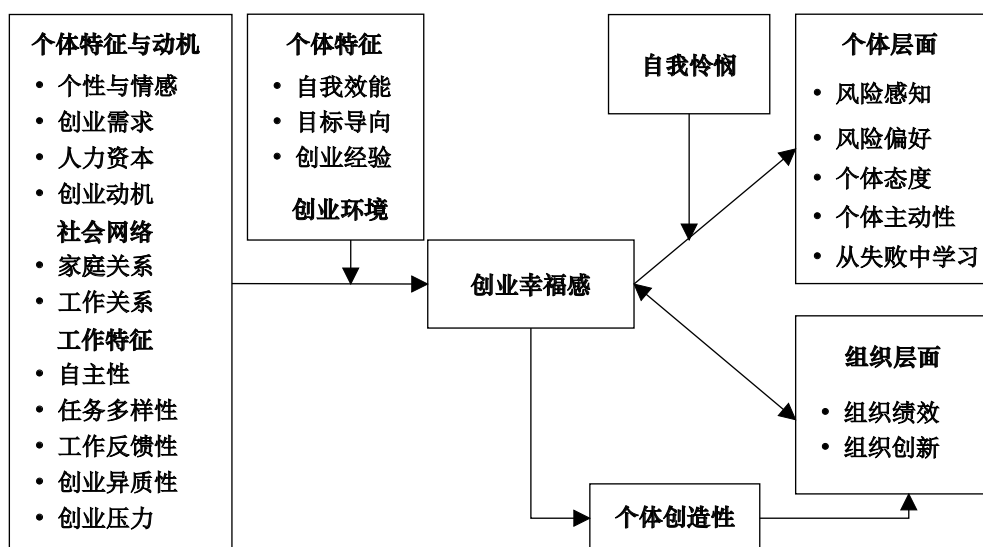 个体特征与动机
• 个性与情感
• 创业需求
• 人力资本
• 创业动机
社会网络
• 家庭关系
• 工作关系
工作特征
• 自主性
• 任务多样性
• 工作反馈性
• 创业异质性
• 创业压力
个体特征
• 自我效能
• 目标导向
• 创业经验
创业环境
创业幸福感
自我怜悯
个体层面
• 风险感知
• 风险偏好
• 个体态度
• 个体主动性
• 从失败中学习
组织层面
• 组织绩效
• 组织创新
个体创造性